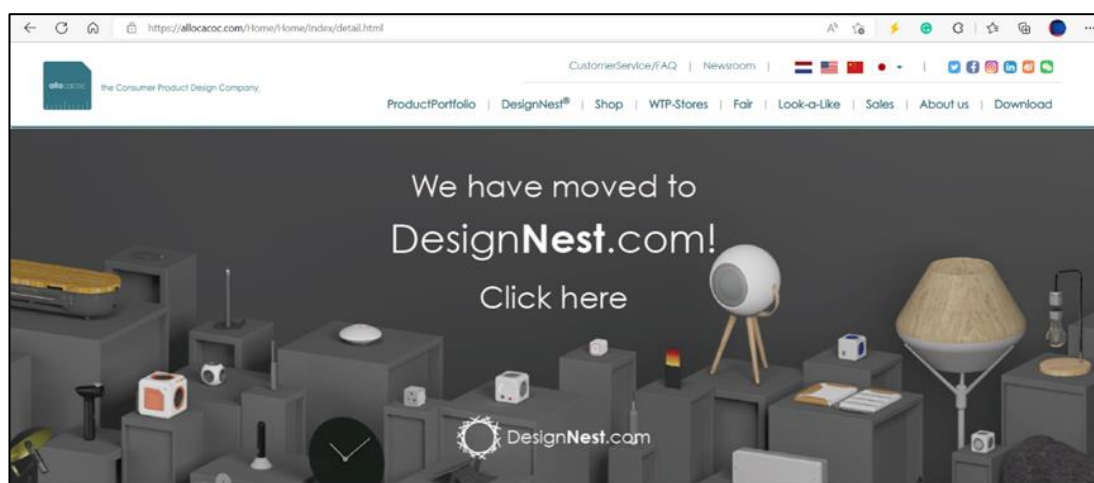 https://allocacoc.com/Home/Home/Index/detail.html
CustomerService/FAQ | Newsroom |
allocacoc
the Consumer Product Design Company
ProductPortfolio | DesignNest® | Shop | WTP-Stores | Fair | Look-a-Like | Sales | About us | Download
We have moved to
DesignNest.com!
Click here
DesignNest.com